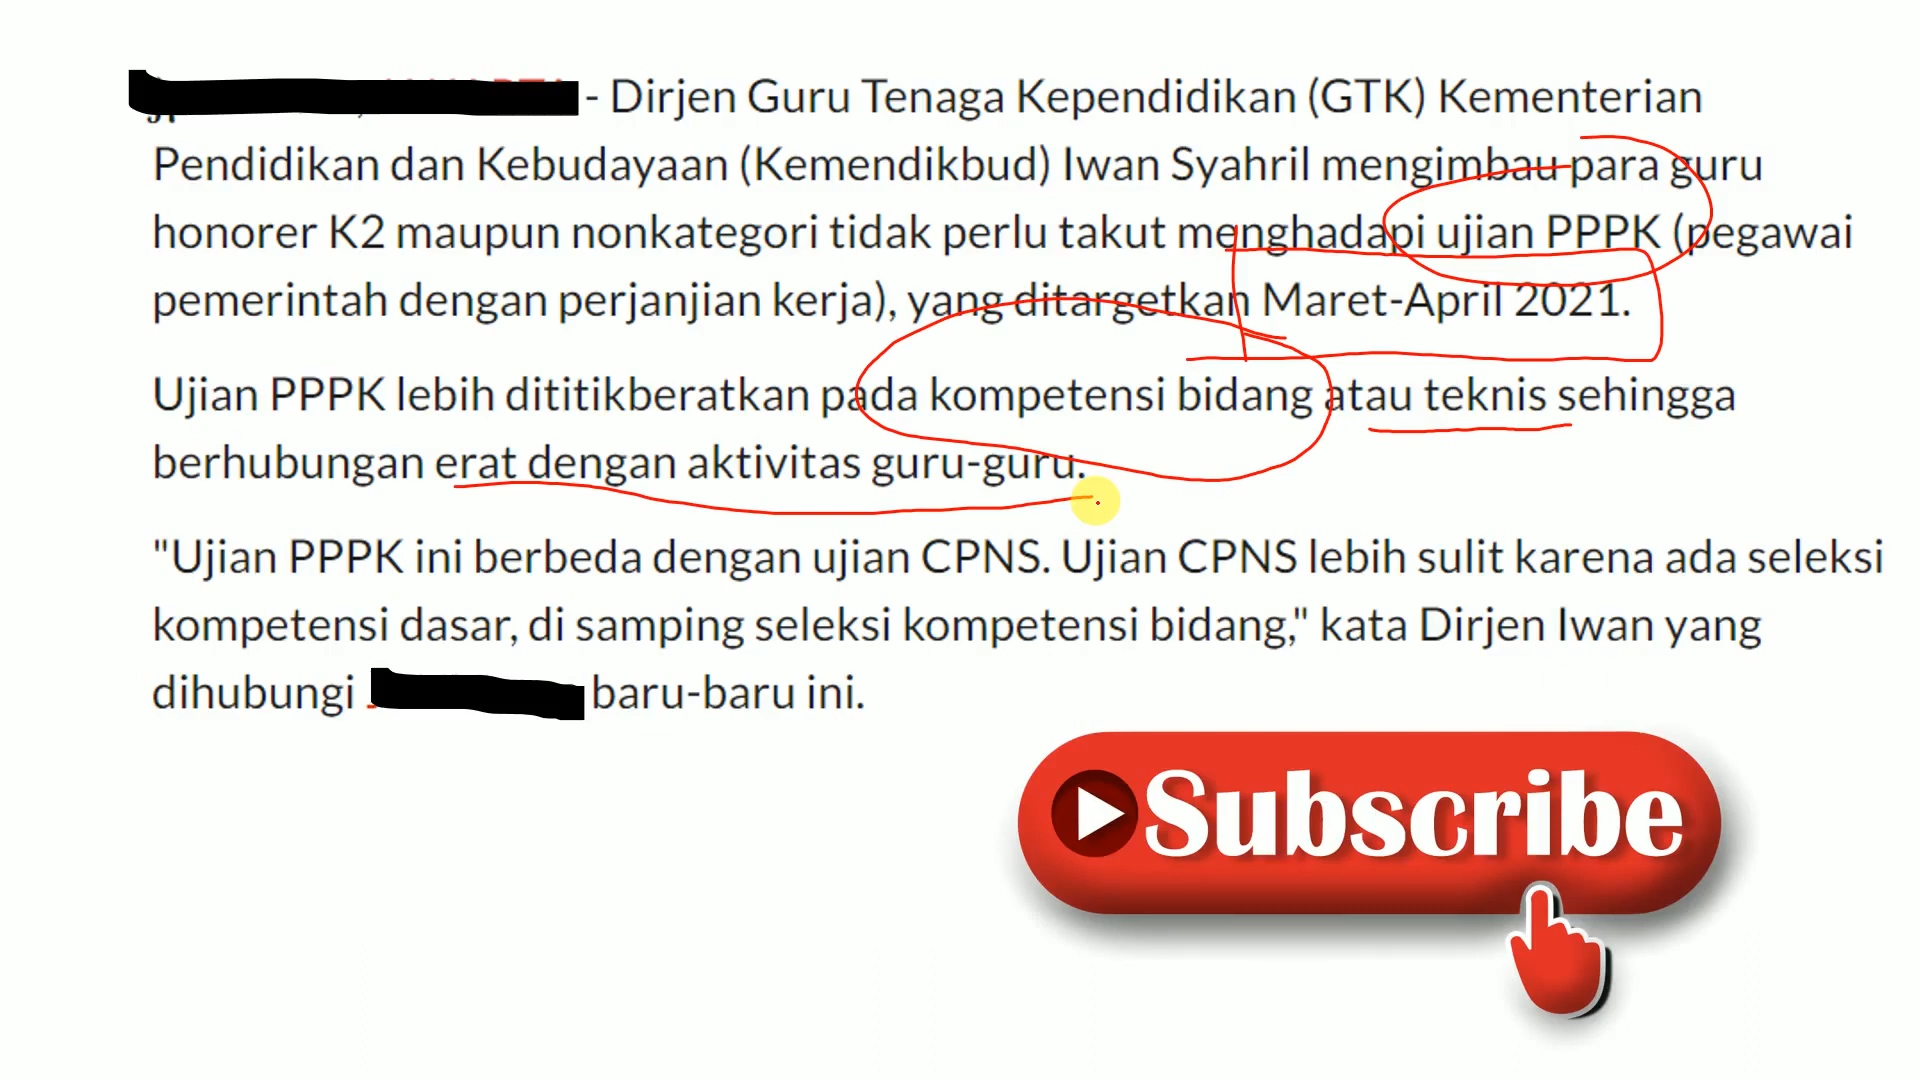 - Dirjen Guru Tenaga Kependidikan (GTK) Kementerian
Pendidikan dan Kebudayaan (Kemendikbud) Iwan Syahril mengimbau para guru
honorer K2 maupun nonkategori tidak perlu takut menghadapi ujian PPPK (pegawai
pemerintah dengan perjanjian kerja), yang ditargetkan Maret-April 2021.
Ujian PPPK lebih dititikberatkan pada kompetensi bidang atau teknis sehingga
berhubungan erat dengan aktivitas guru-guru.
"Ujian PPPK ini berbeda dengan ujian CPNS. Ujian CPNS lebih sulit karena ada seleksi
kompetensi dasar, di samping seleksi kompetensi bidang," kata Dirjen Iwan yang
dihubungi baru-baru ini.
Subscribe